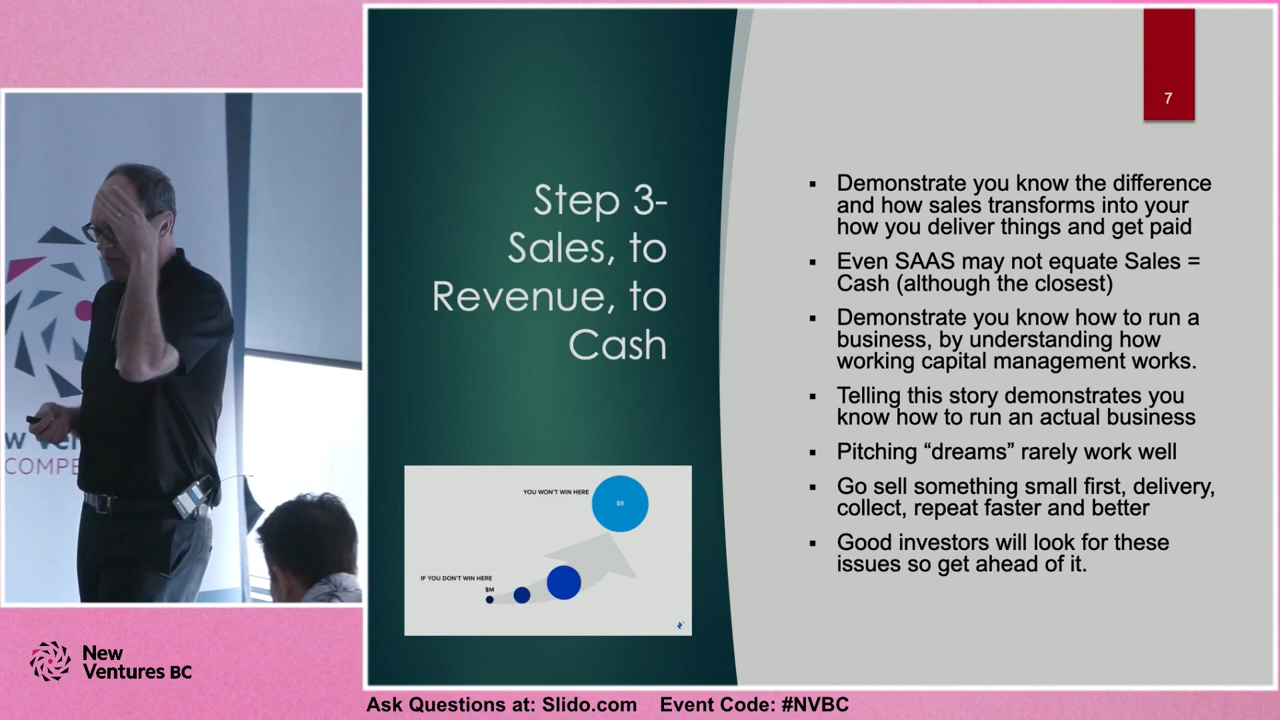 7
Step 3-
Sales, to
Revenue, to
Cash
Demonstrate you know the difference
and how sales transforms into your
how you deliver things and get paid
Even SAAS may not equate Sales =
Cash (although the closest)
Demonstrate you know how to run a
business, by understanding how
working capital management works.
Telling this story demonstrates you
know how to run an actual business
Pitching “dreams” rarely work well
Go sell something small first, delivery,
collect, repeat faster and better
Good investors will look for these
issues so get ahead of it.
YOU WON'T WIN HERE
$B
IF YOU DON'T WIN HERE
$M
New
Ventures BC
Ask Questions at: Slido.com Event Code: #NVBC